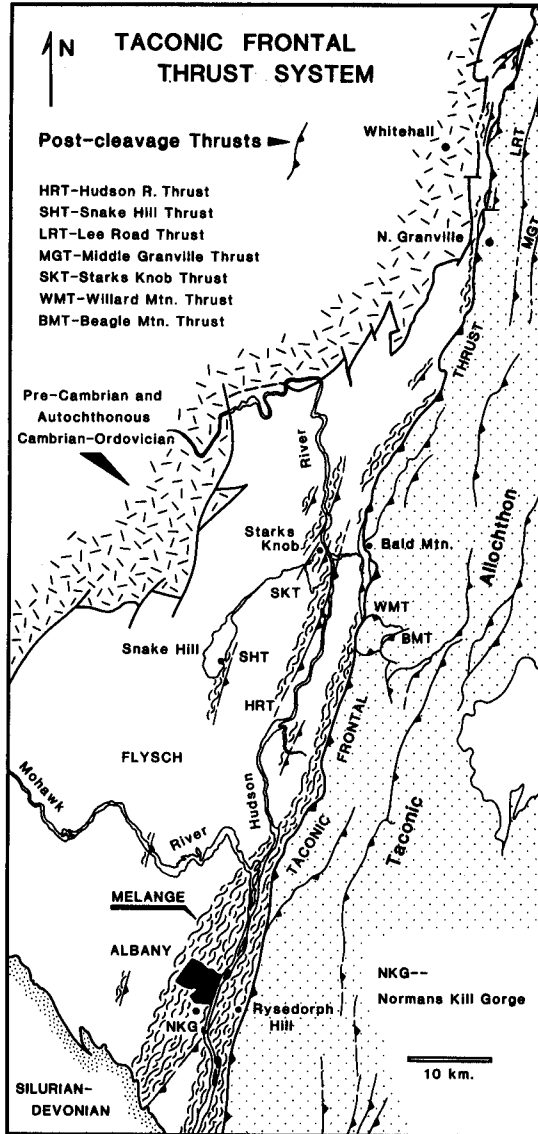 N
TACONIC FRONTAL
THRUST SYSTEM
Post-cleavage Thrusts
HRT-Hudson R. Thrust
SHT-Snake Hill Thrust
LRT-Lee Road Thrust
MGT-Middle Granville Thrust
SKT-Starks Knob Thrust
WMT-Willard Mtn. Thrust
BMT-Beagle Mtn. Thrust
Whitehall
LRT
MGT
N. Granville
THRUST
Pre-Cambrian and
Autochthonous
Cambrian-Ordovician
River
Starks
Knob
Bald Mtn.
Allochthon
SKT
WMT
BMT
Snake Hill
SHT
HRT
FRONTAL
FLYSCH
Mohawk
River
Hudson
TACONIC
Taconic
MELANGE
ALBANY
NKG
Rysedorph
Hill
NKG--
Normans Kill Gorge
10 km.
SILURIAN-
DEVONIAN